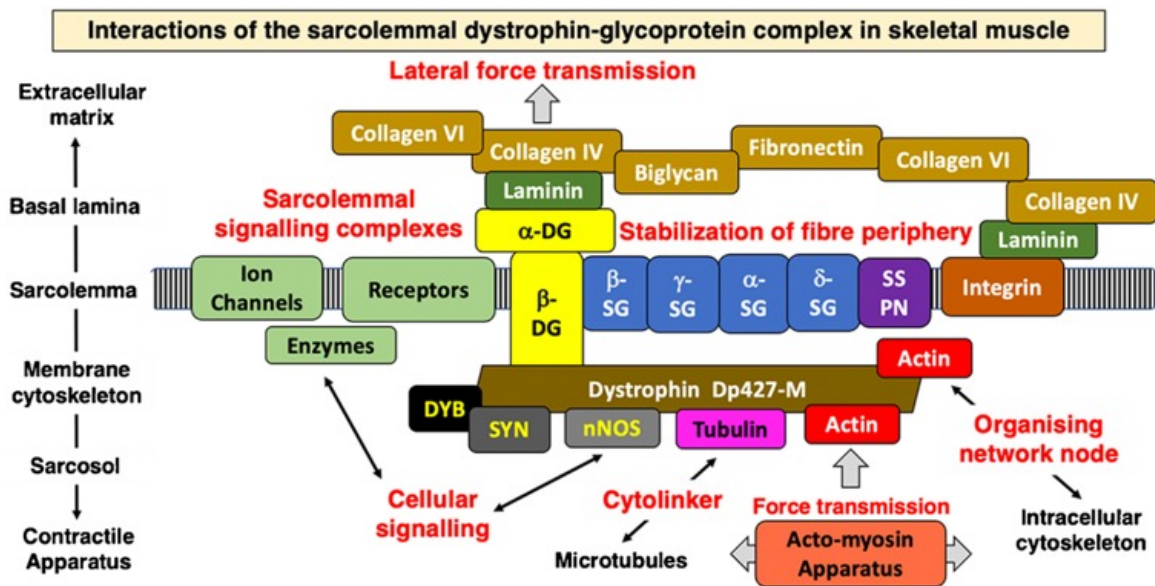 Interactions of the sarcolemmal dystrophin-glycoprotein complex in skeletal muscle
Lateral force transmission
Extracellular
matrix
Collagen VI
Collagen IV
Biglycan
Fibronectin
Collagen VI
Collagen IV
Laminin
Laminin
Basal lamina
Sarcolemmal
signalling complexes
α-DG
Stabilization of fibre periphery
Sarcolemma
Ion
Channels
Receptors
β-
DG
β-
SG
γ-
SG
α-
SG
δ-
SG
SS
PN
Integrin
Enzymes
Membrane
cytoskeleton
Actin
Dystrophin Dp427-M
DYB
SYN
nNOS
Tubulin
Actin
Sarcosol
Organising
network node
Cellular
signalling
Cytolinker
Force transmission
Contractile
Apparatus
Microtubules
Acto-myosin
Apparatus
Intracellular
cytoskeleton